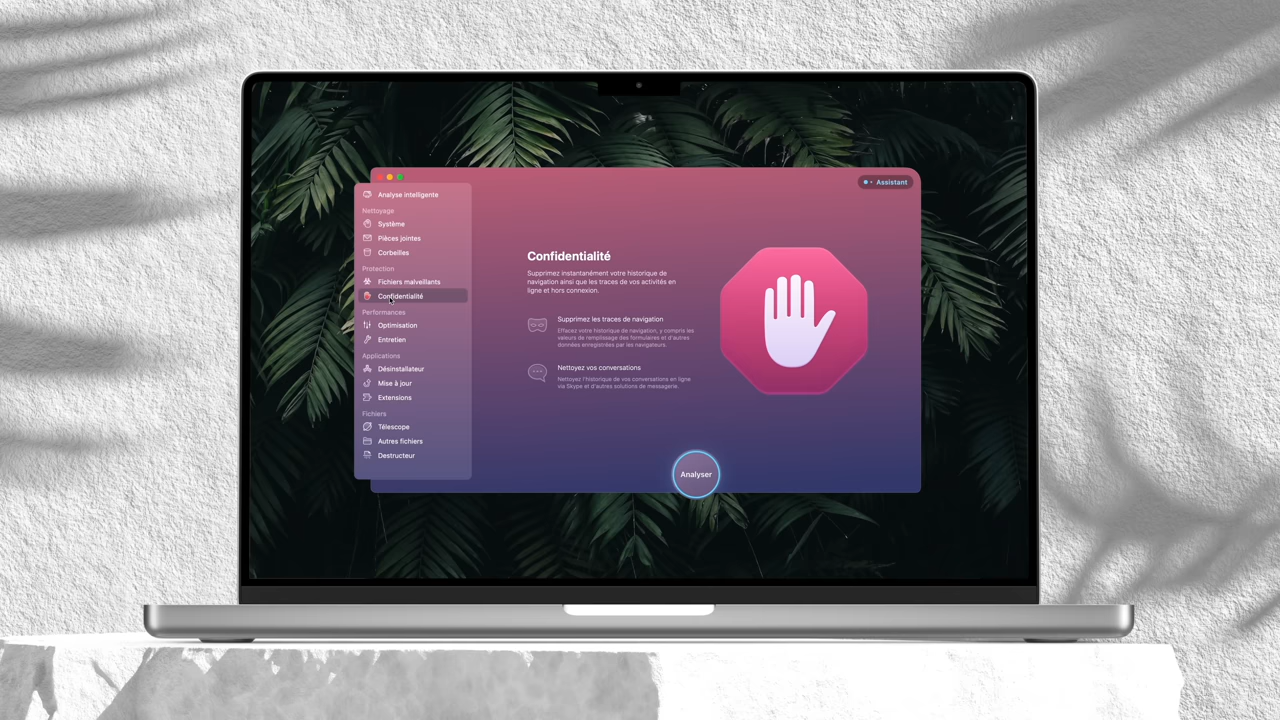 Assistant
Analyse intelligente
Nettoyage
Système
Pièces jointes
Corbeilles
Protection
Fichiers malveillants
Confidentialité
Performances
Optimisation
Entretien
Applications
Désinstallateur
Mise à jour
Extensions
Fichiers
Télescope
Autres fichiers
Destructeur
Confidentialité
Supprimez instantanément votre historique de
navigation ainsi que les traces de vos activités en
ligne et hors connexion.
Supprimez les traces de navigation
Effacez votre historique de navigation, y compris les
valeurs de remplissage des formulaires et d'autres
données enregistrées par les navigateurs.
Nettoyez vos conversations
Nettoyez l'historique de vos conversations en ligne
via Skype et d'autres solutions de messagerie.
Analyser